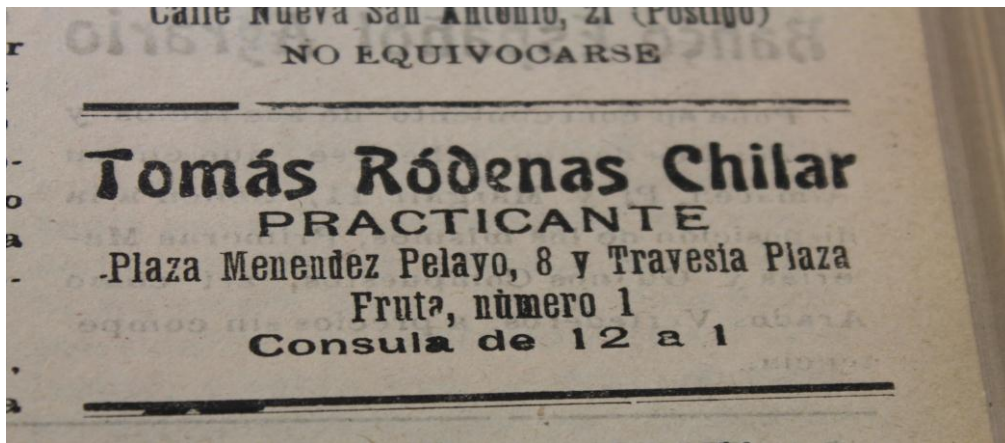 Calle Nueva San Antonio, 21 (Postigo)
NO EQUIVOCARSE
Tomás Ródenas Chilar
PRACTICANTE
Plaza Menendez Pelayo, 8 y Travesia Plaza
Fruta, número 1
Consula de 12 a 1